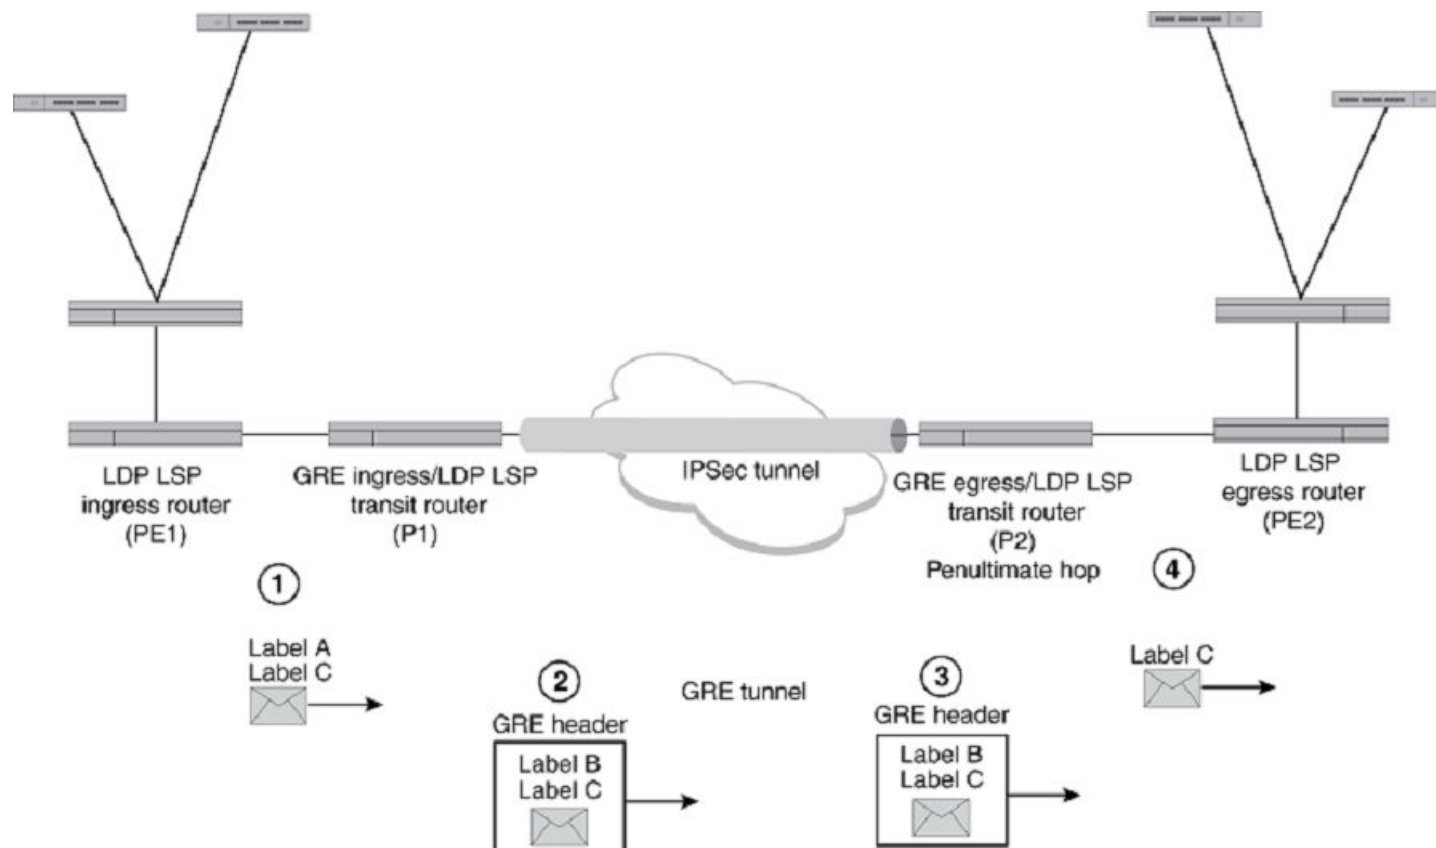 LDP LSP
ingress router
(PE1)
GRE ingress/LDP LSP
transit router
(P1)
IPSec tunnel
GRE egress/LDP LSP
transit router
(P2)
Penultimate hop
LDP LSP
egress router
(PE2)
1
Label A
Label C
2
GRE header
Label B
Label C
GRE tunnel
3
GRE header
Label B
Label C
4
Label C